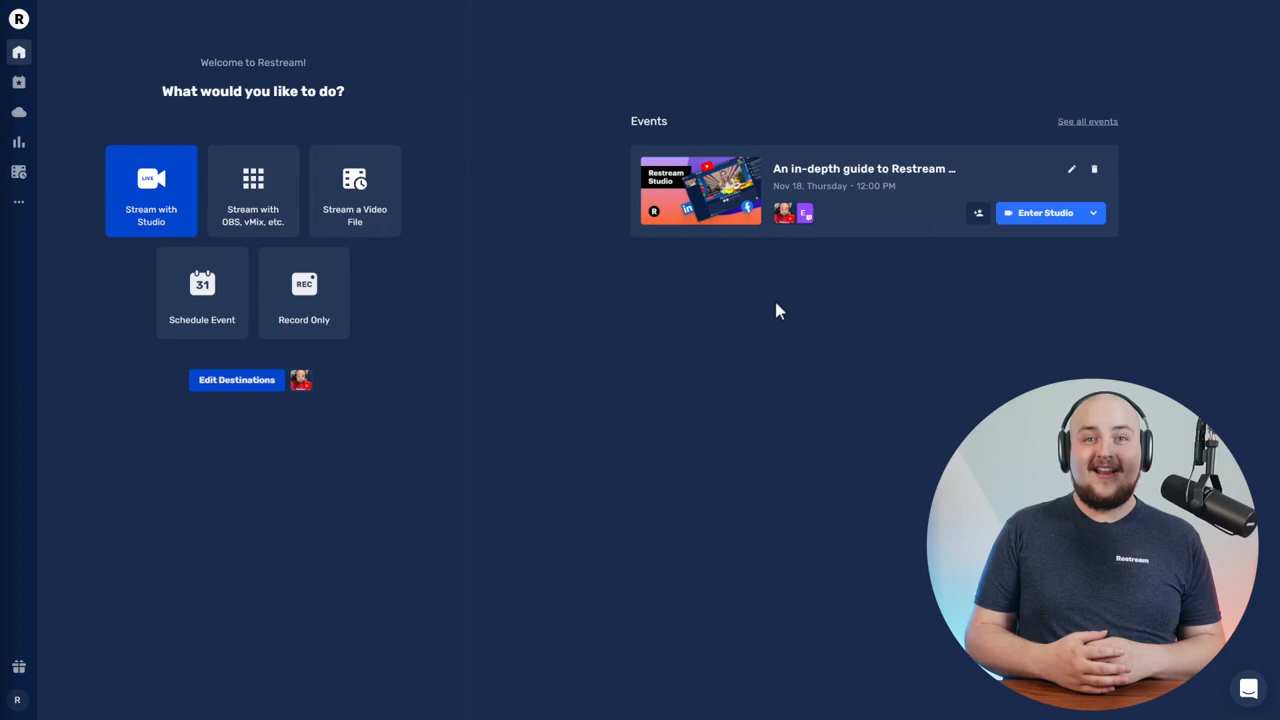 R
Welcome to Restream!
What would you like to do?
LIVE
Stream with
Studio
Stream with
OBS, vMix, etc.
Stream a Video
File
31
Schedule Event
REC
Record Only
Edit Destinations
Events
See all events
Restream
Studio
R
in
f
An in-depth guide to Restream ...
Nov 18, Thursday • 12:00 PM
E
Enter Studio
Restream
R